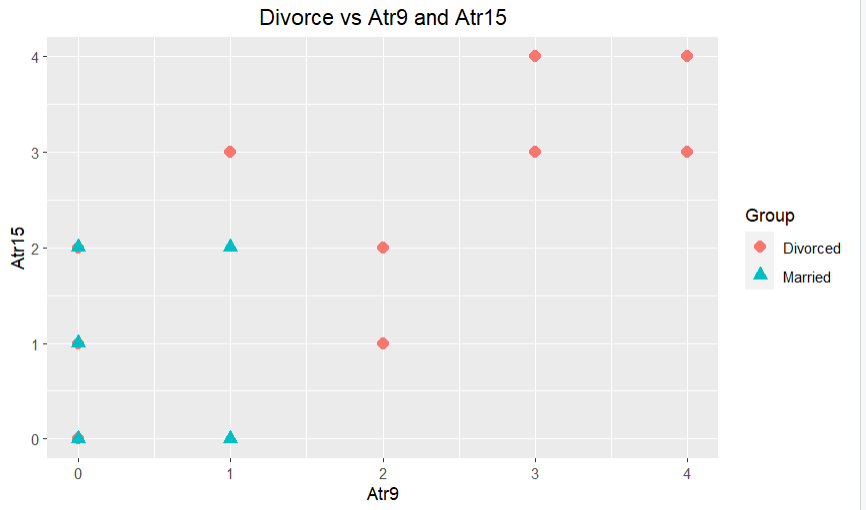 Divorce vs Atr9 and Atr15
4
3
2
1
0
Atr15
0 1 2 3 4
Atr9
Group
Divorced
Married